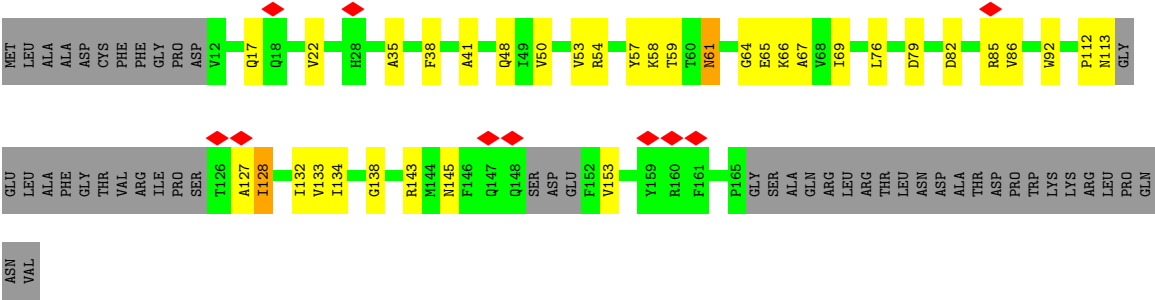 MET LEU ALA ALA ASP CYS PHE PHE GLY PRO ASP V12 Q17 Q18 V22 H28 A35 F38 A41 Q48 I49 V50 V53 R54 Y57 K58 T59 T60 N61 G64 E65 K66 A67 V68 I69 L76 D79 D82 R85 V86 W92 P112 N113 GLY
GLU LEU ALA PHE GLY THR VAL ARG ILE PRO SER T126 A127 I128 I132 V133 I134 G138 R143 M144 N145 F146 Q147 Q148 SER ASP GLU F152 V153 Y159 R160 F161 P165 GLY SER ALA GLN ARG LEU ARG THR LEU ASN ASP ALA THR ASP PRO TRP LYS LYS ARG LEU PRO GLN
ASN VAL